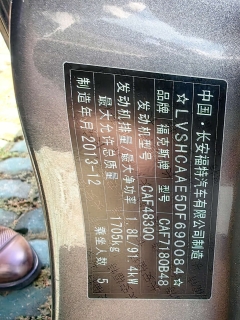 中国·长安福特汽车有限公司制造
☆LVSHCAAE5DF690084☆
品牌 福克斯牌 型号 CAF7180B48
发动机型号 CAF48300
发动机排量,最大净功率 1.8L/91.4kW
最大允许总质量 1705kg
制造年月 2013-12 乘坐人数 5